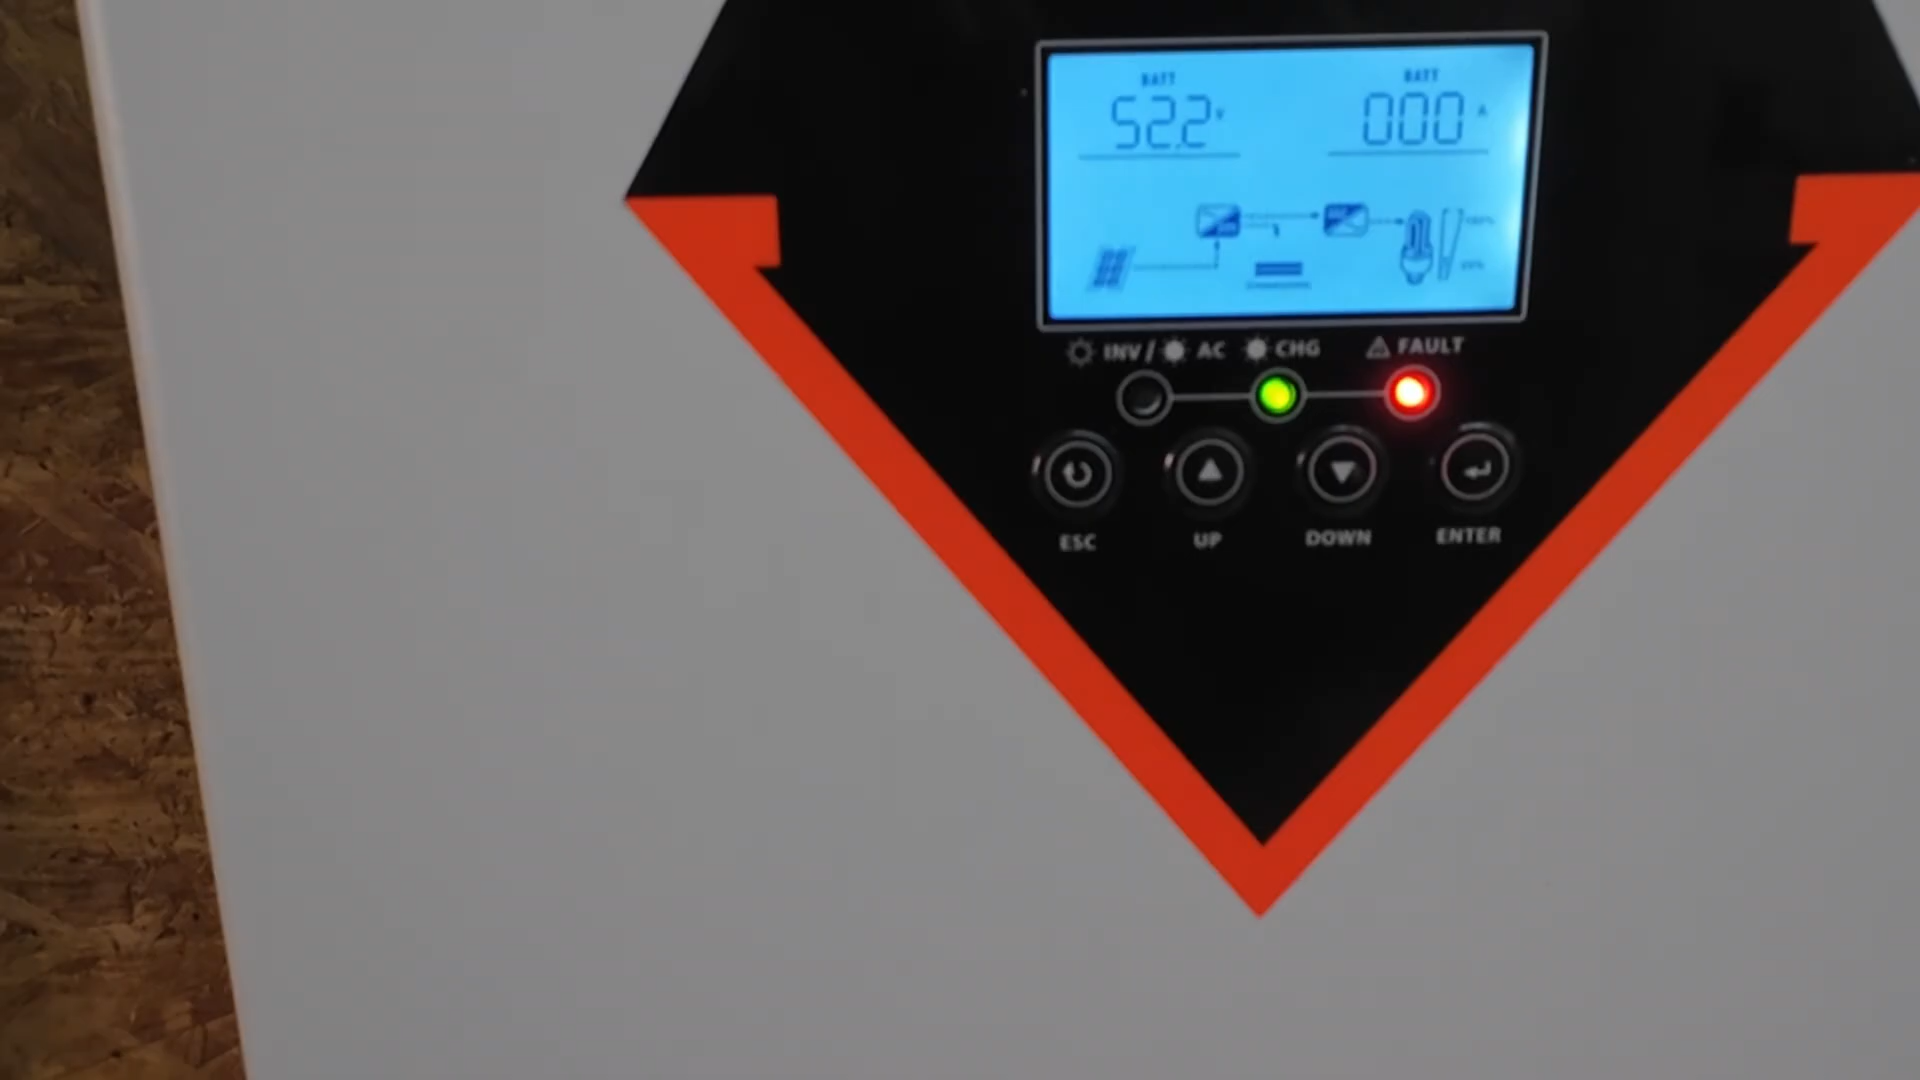 BATT BATT
52.2 V 000 A
INV / AC CHG FAULT
ESC UP DOWN ENTER